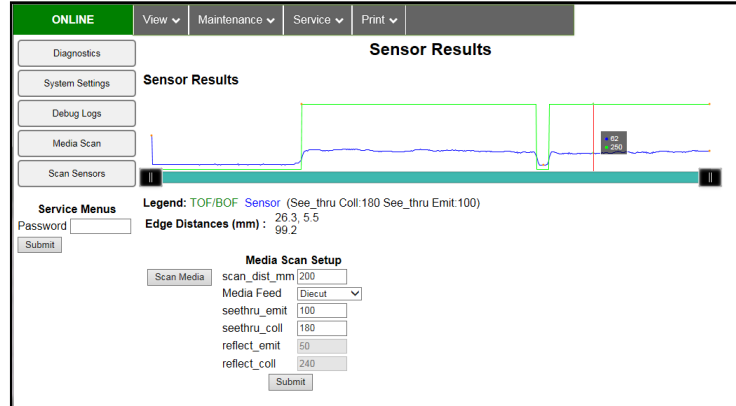 ONLINE View Maintenance Service Print
Diagnostics
System Settings
Debug Logs
Media Scan
Scan Sensors
Service Menus
Password
Submit
Sensor Results
Sensor Results
62
250
Legend: TOF/BOF Sensor (See_thru Coll:180 See_thru Emit:100)
Edge Distances (mm) : 26.3, 5.5
99.2
Media Scan Setup
Scan Media scan_dist_mm 200
Media Feed Diecut
seethru_emit 100
seethru_coll 180
reflect_emit 50
reflect_coll 240
Submit